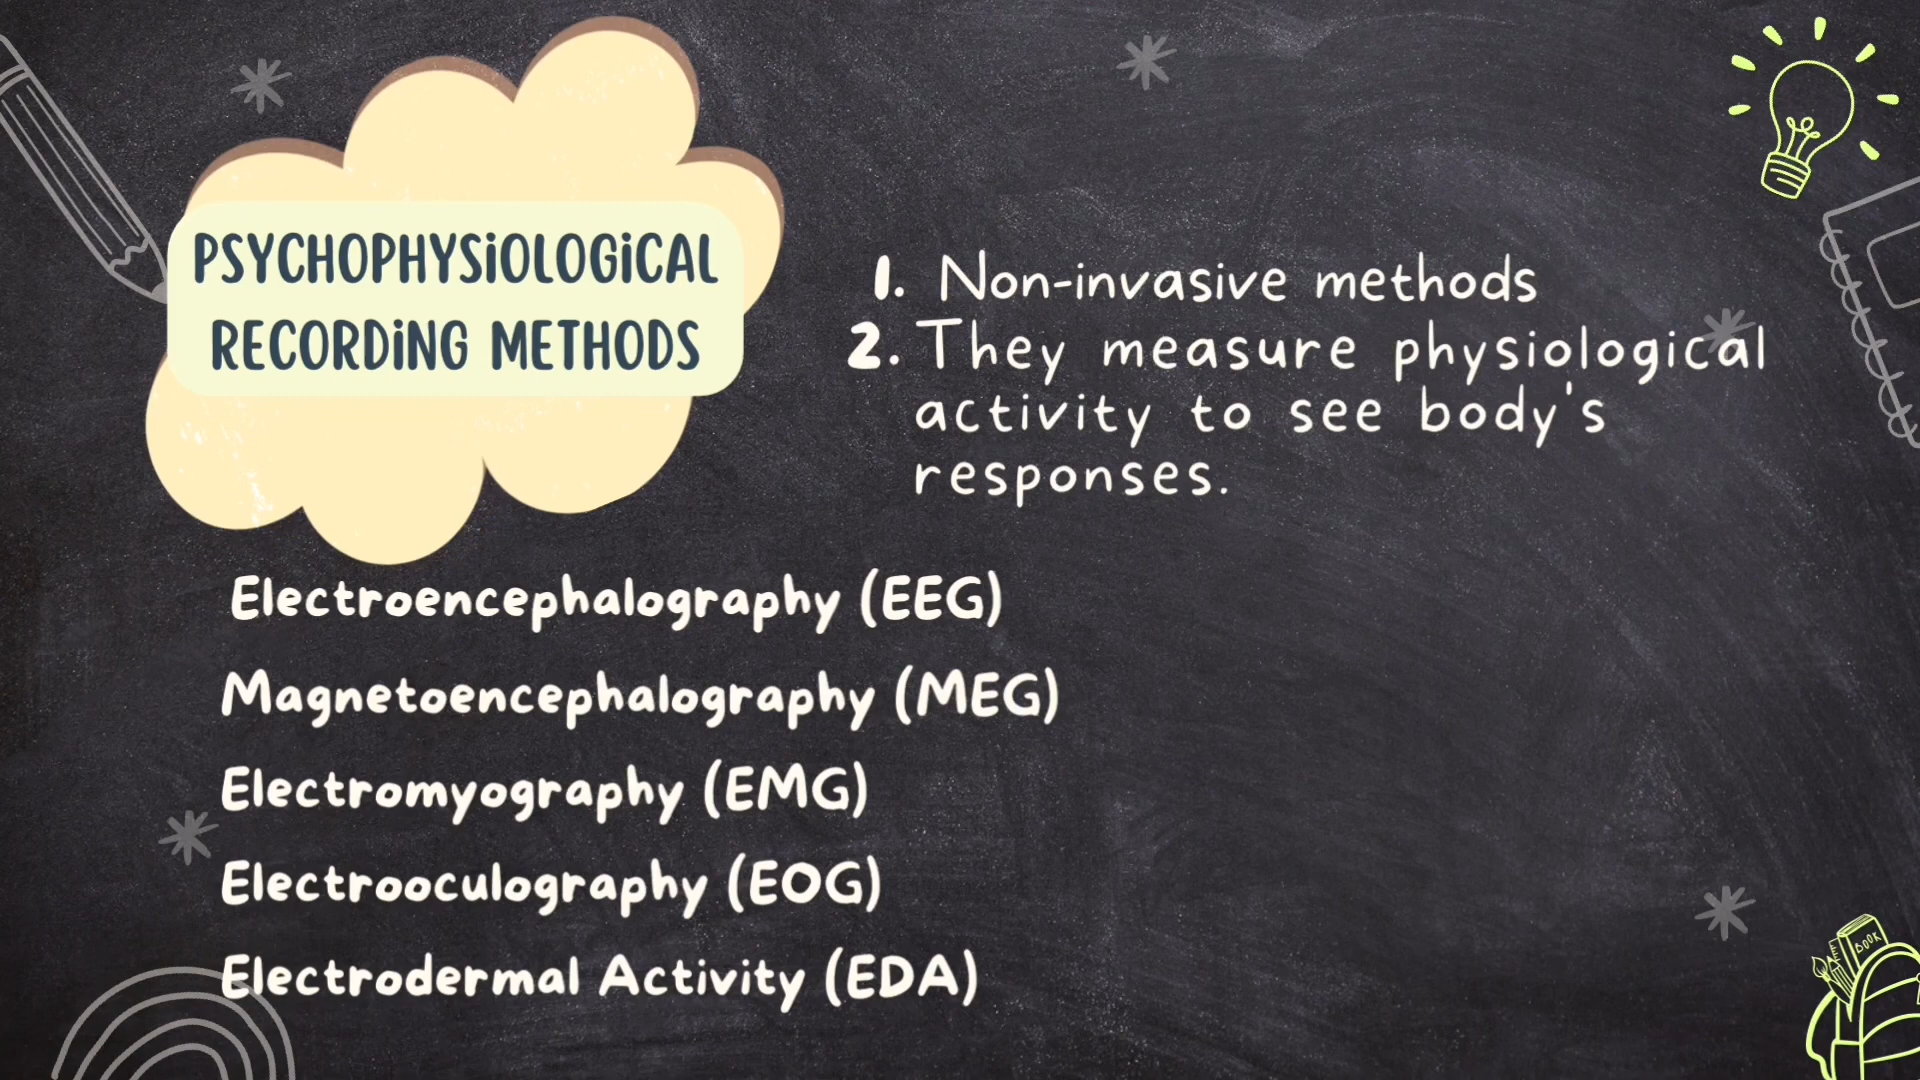 PSYCHOPHYSiOLOGiCAL
RECORDiNG METHODS
1. Non-invasive methods
2. They measure physiological
activity to see body's
responses.
Electroencephalography (EEG)
Magnetoencephalography (MEG)
Electromyography (EMG)
Electrooculography (EOG)
Electrodermal Activity (EDA)
BOOK